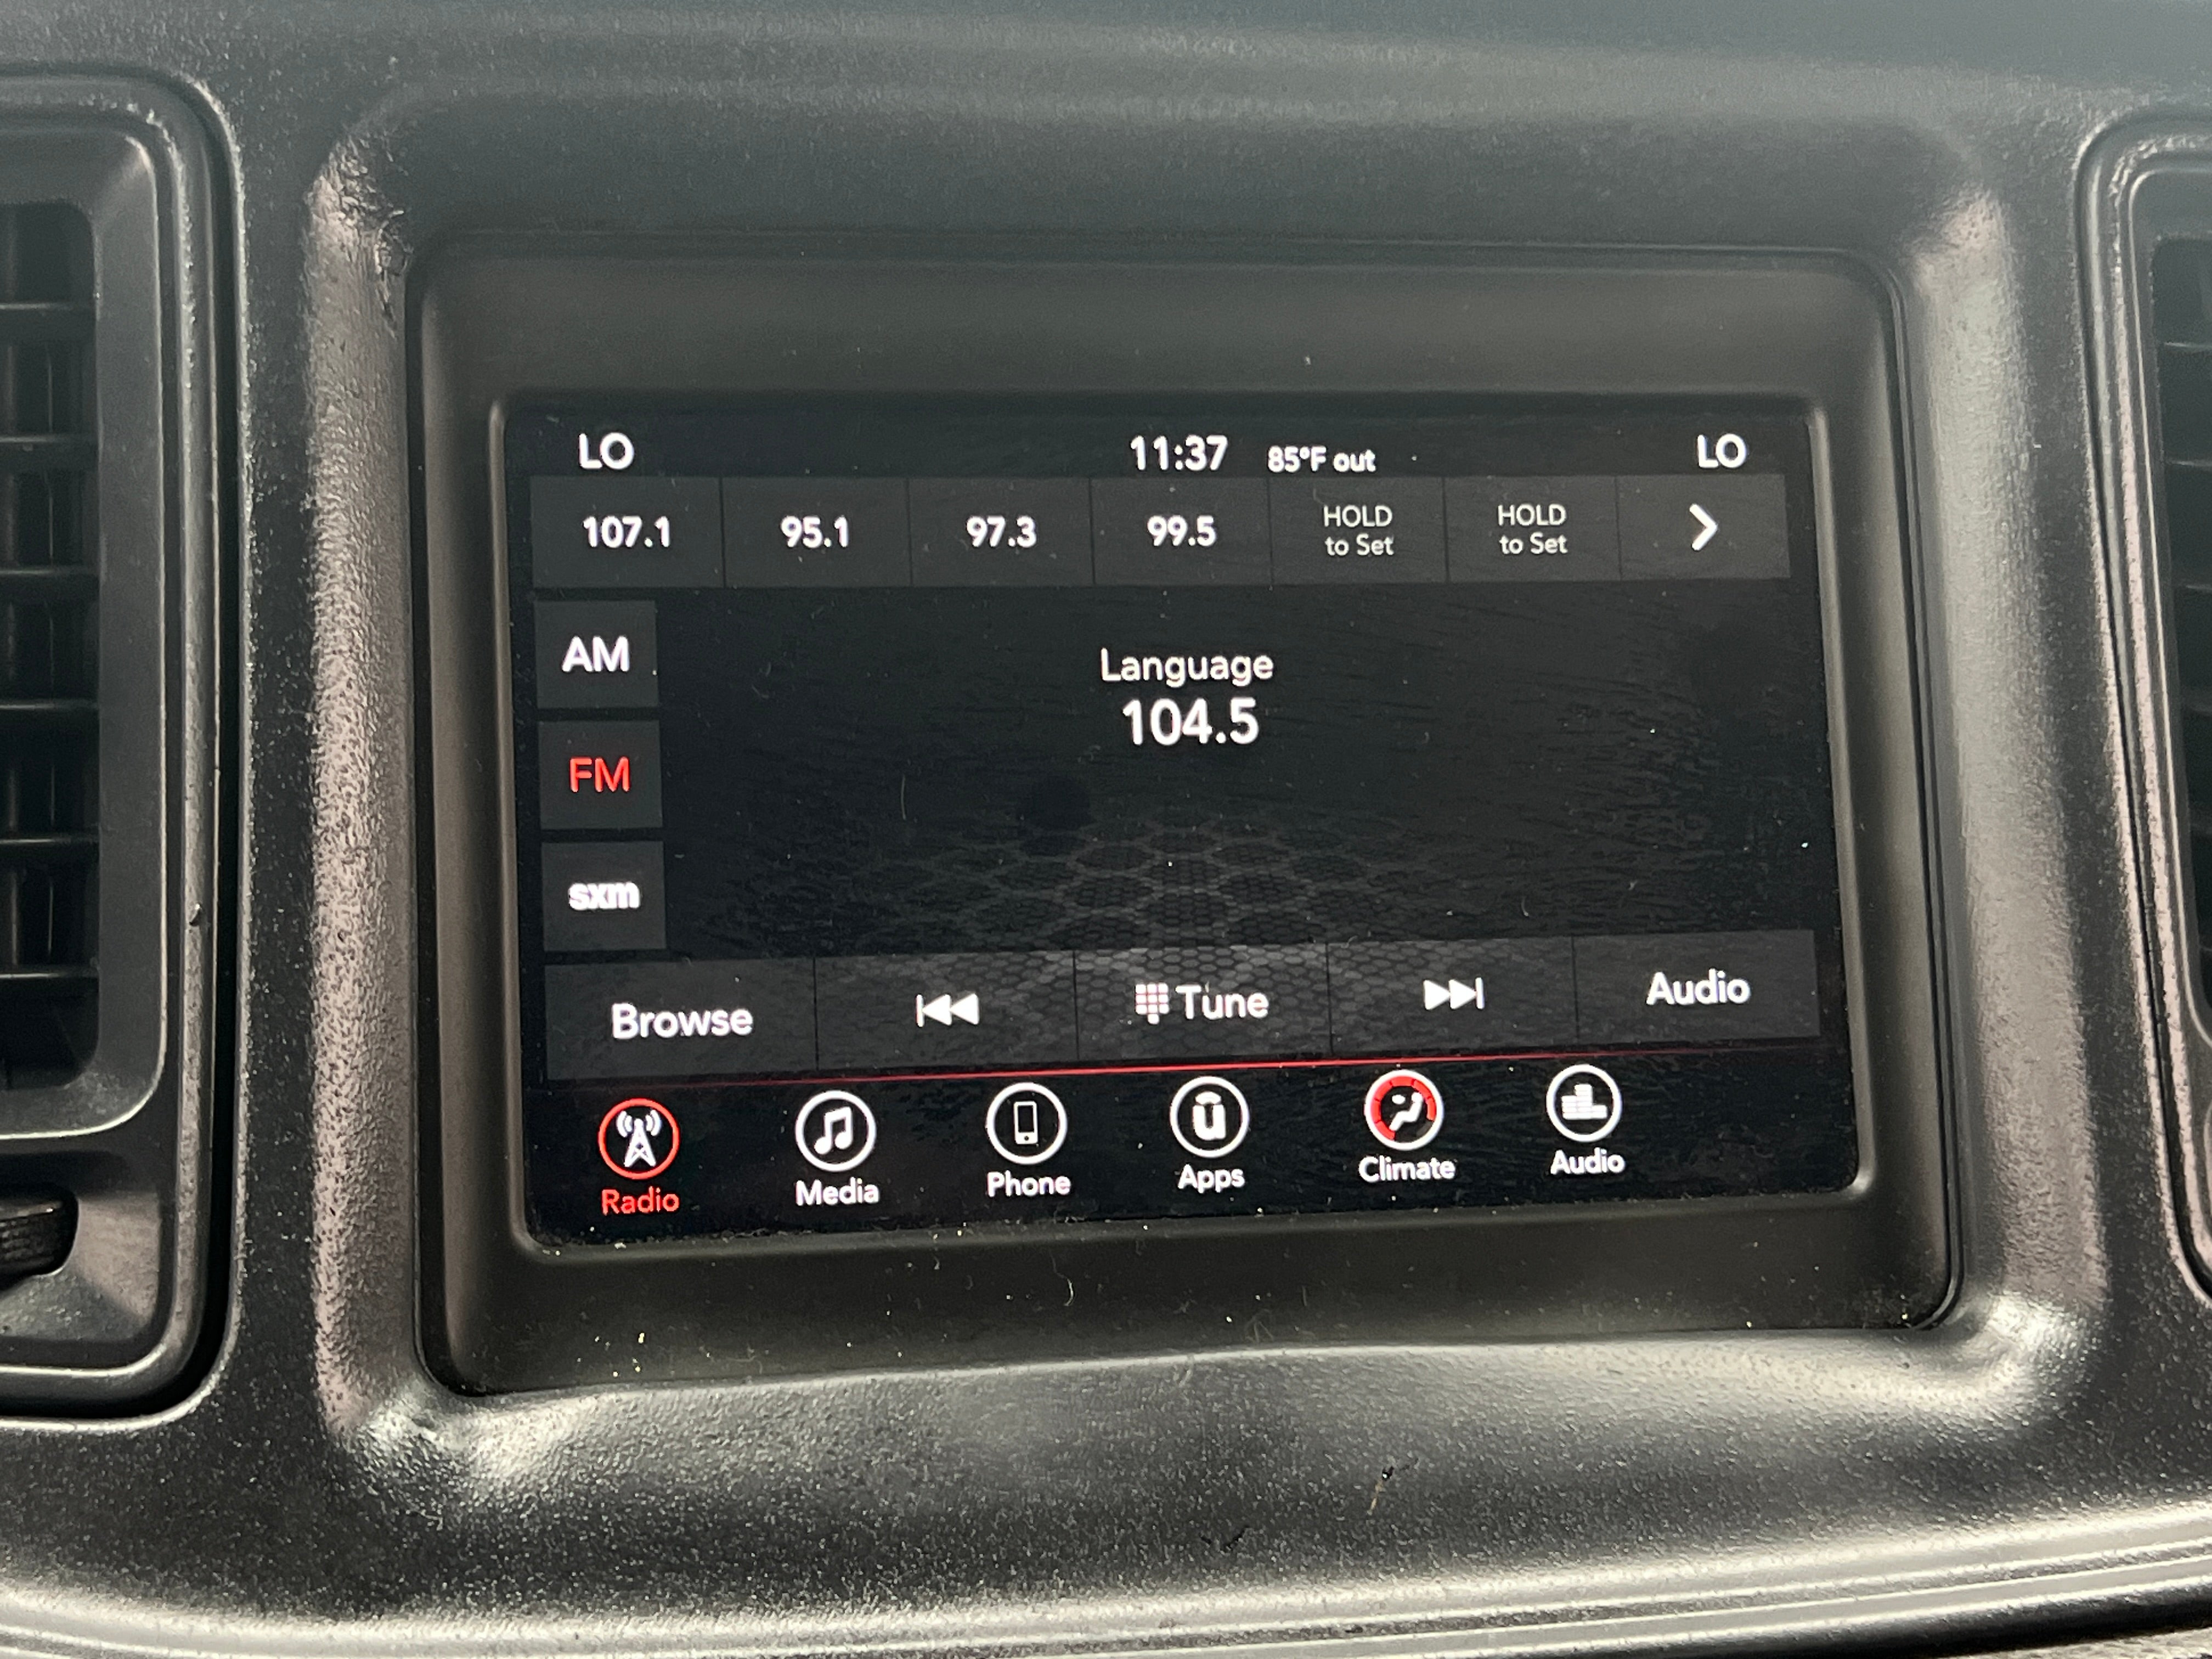 LO 11:37 85°F out LO
107.1 95.1 97.3 99.5 HOLD to Set HOLD to Set
AM
Language
104.5
FM
sxm
Browse Tune Audio
Radio Media Phone Apps Climate Audio